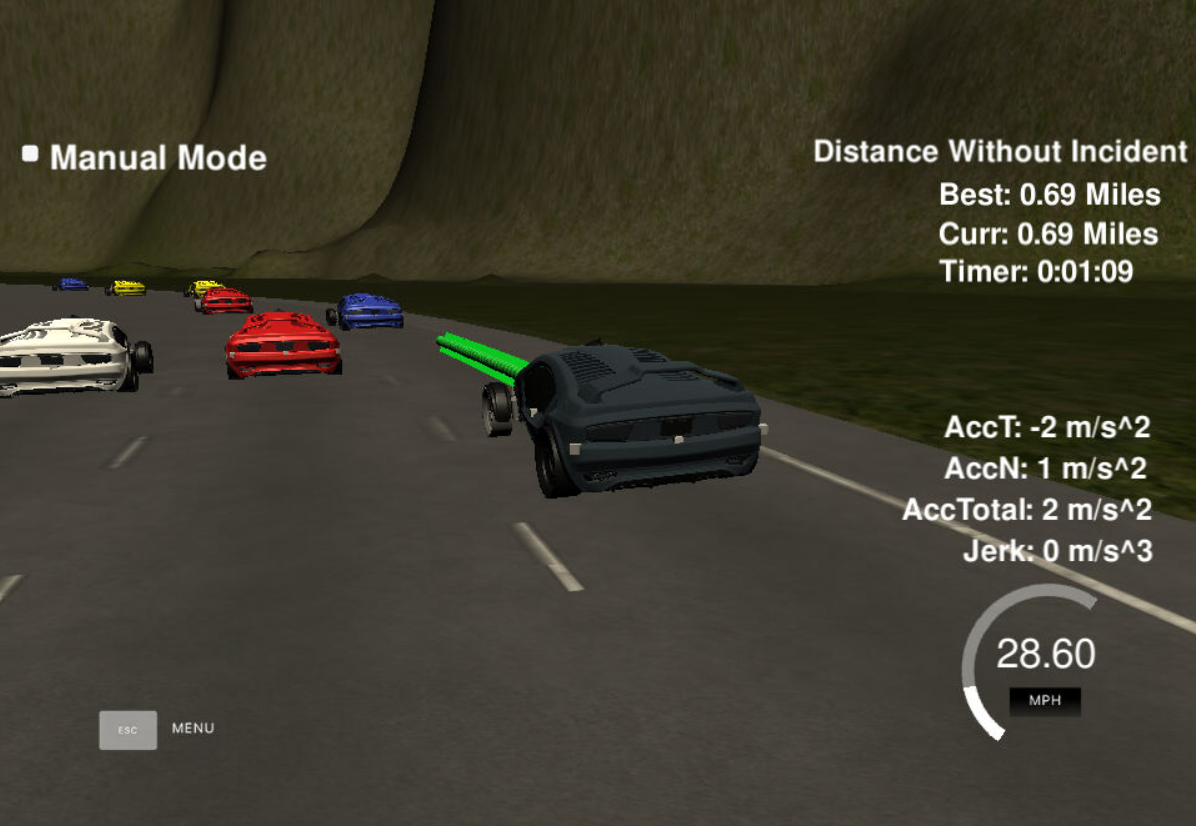 Manual Mode
Distance Without Incident
Best: 0.69 Miles
Curr: 0.69 Miles
Timer: 0:01:09
AccT: -2 m/s^2
AccN: 1 m/s^2
AccTotal: 2 m/s^2
Jerk: 0 m/s^3
28.60
MPH
ESC MENU